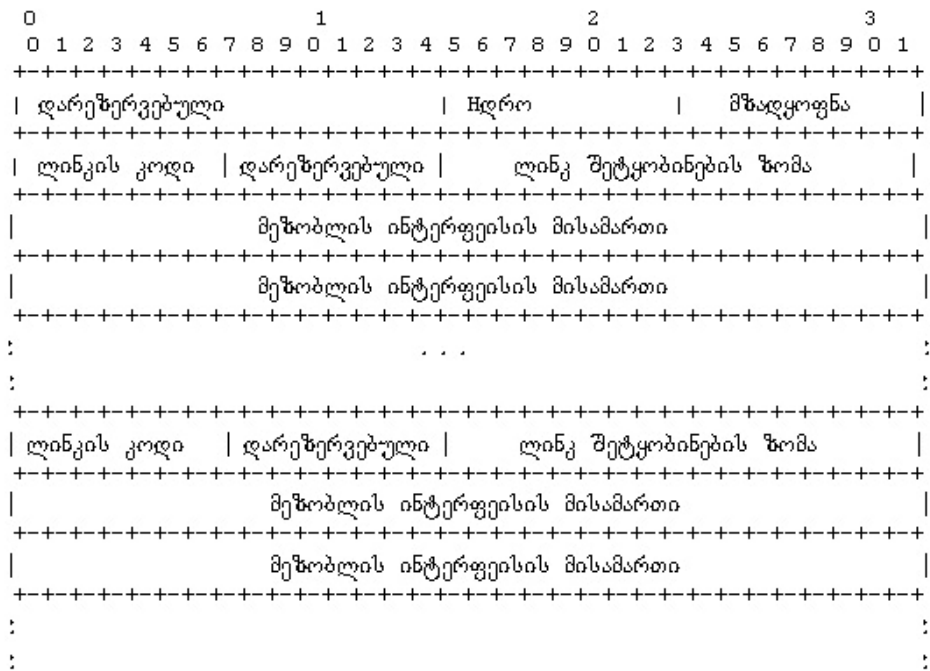 0 1 2 3
0 1 2 3 4 5 6 7 8 9 0 1 2 3 4 5 6 7 8 9 0 1 2 3 4 5 6 7 8 9 0 1
+-+-+-+-+-+-+-+-+-+-+-+-+-+-+-+-+-+-+-+-+-+-+-+-+-+-+-+-+-+-+-+-+
| დარეზერვებული | Hდრო | მზადყოფნა |
+-+-+-+-+-+-+-+-+-+-+-+-+-+-+-+-+-+-+-+-+-+-+-+-+-+-+-+-+-+-+-+-+
| ლინკის კოდი | დარეზერვებული | ლინკ შეტყობინების ზომა |
+-+-+-+-+-+-+-+-+-+-+-+-+-+-+-+-+-+-+-+-+-+-+-+-+-+-+-+-+-+-+-+-+
| მეზობლის ინტერფეისის მისამართი |
+-+-+-+-+-+-+-+-+-+-+-+-+-+-+-+-+-+-+-+-+-+-+-+-+-+-+-+-+-+-+-+-+
| მეზობლის ინტერფეისის მისამართი |
+-+-+-+-+-+-+-+-+-+-+-+-+-+-+-+-+-+-+-+-+-+-+-+-+-+-+-+-+-+-+-+-+
: . . . :
: :
+-+-+-+-+-+-+-+-+-+-+-+-+-+-+-+-+-+-+-+-+-+-+-+-+-+-+-+-+-+-+-+-+
| ლინკის კოდი | დარეზერვებული | ლინკ შეტყობინების ზომა |
+-+-+-+-+-+-+-+-+-+-+-+-+-+-+-+-+-+-+-+-+-+-+-+-+-+-+-+-+-+-+-+-+
| მეზობლის ინტერფეისის მისამართი |
+-+-+-+-+-+-+-+-+-+-+-+-+-+-+-+-+-+-+-+-+-+-+-+-+-+-+-+-+-+-+-+-+
| მეზობლის ინტერფეისის მისამართი |
+-+-+-+-+-+-+-+-+-+-+-+-+-+-+-+-+-+-+-+-+-+-+-+-+-+-+-+-+-+-+-+-+
: :
: :